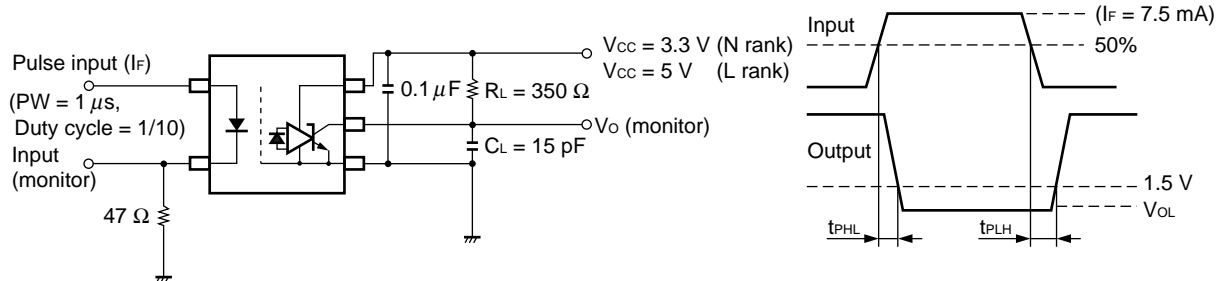 Pulse input (IF)
(PW = 1 μs,
Duty cycle = 1/10)
Input
(monitor)
47 Ω
0.1 μF
VCC = 3.3 V (N rank)
VCC = 5 V (L rank)
RL = 350 Ω
VO (monitor)
CL = 15 pF
Input
(IF = 7.5 mA)
50%
Output
1.5 V
VOL
tPHL
tPLH